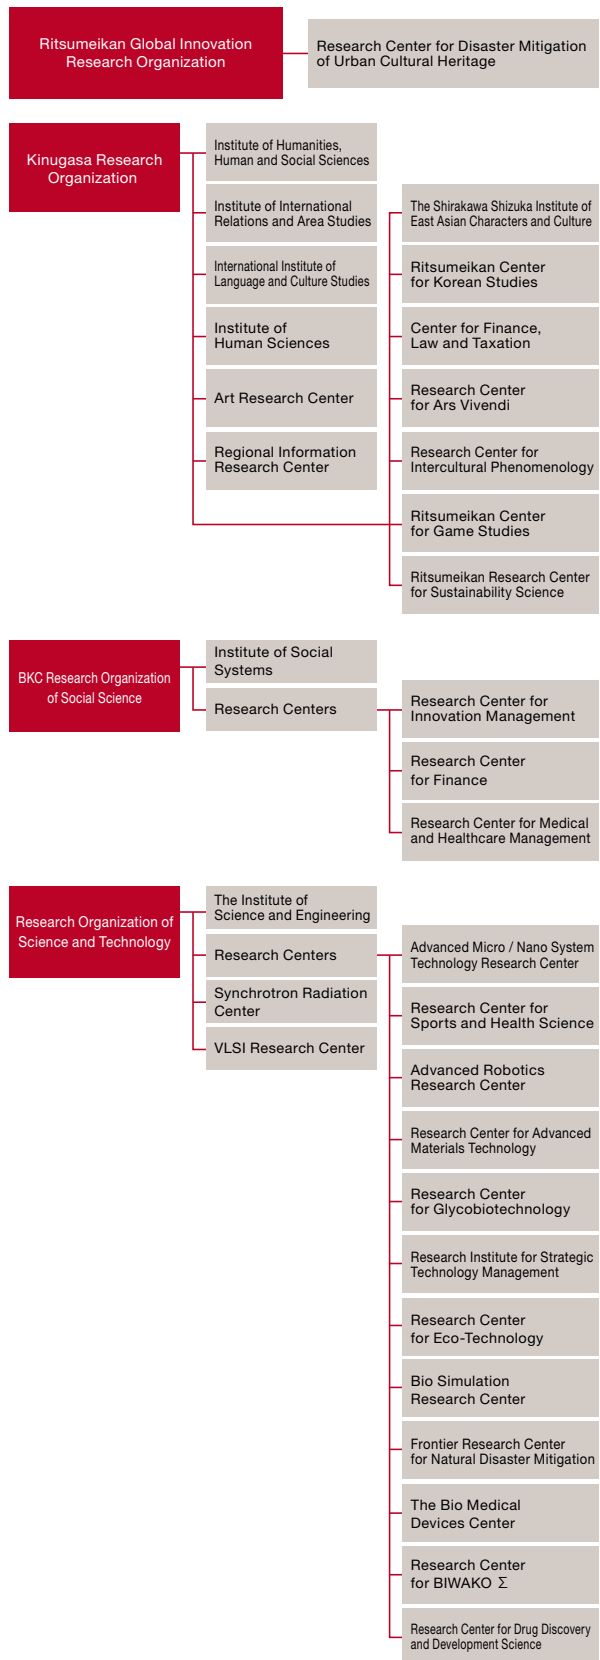 Ritsumeikan Global Innovation
Research Organization
Research Center for Disaster Mitigation
of Urban Cultural Heritage
Kinugasa Research
Organization
Institute of Humanities,
Human and Social Sciences
Institute of International
Relations and Area Studies
International Institute of
Language and Culture Studies
Institute of
Human Sciences
Art Research Center
Regional Information
Research Center
The Shirakawa Shizuka Institute of
East Asian Characters and Culture
Ritsumeikan Center
for Korean Studies
Center for Finance,
Law and Taxation
Research Center
for Ars Vivendi
Research Center for
Intercultural Phenomenology
Ritsumeikan Center
for Game Studies
Ritsumeikan Research Center
for Sustainability Science
BKC Research Organization
of Social Science
Institute of Social
Systems
Research Centers
Research Center for
Innovation Management
Research Center
for Finance
Research Center for Medical
and Healthcare Management
Research Organization of
Science and Technology
The Institute of
Science and Engineering
Research Centers
Synchrotron Radiation
Center
VLSI Research Center
Advanced Micro / Nano System
Technology Research Center
Research Center for
Sports and Health Science
Advanced Robotics
Research Center
Research Center for Advanced
Materials Technology
Research Center
for Glycobiotechnology
Research Institute for Strategic
Technology Management
Research Center
for Eco-Technology
Bio Simulation
Research Center
Frontier Research Center
for Natural Disaster Mitigation
The Bio Medical
Devices Center
Research Center
for BIWAKO Σ
Research Center for Drug Discovery
and Development Science